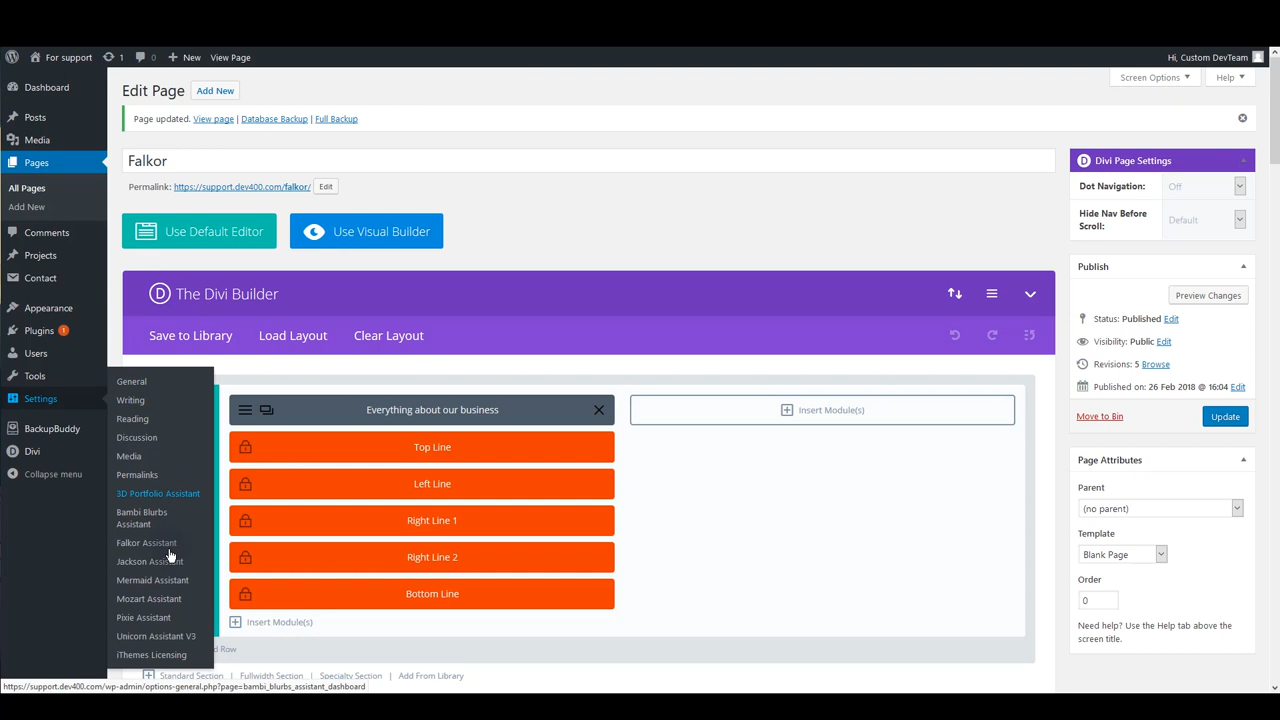 For support 1 0 New View Page Hi, Custom DevTeam
Screen Options Help
Dashboard
Posts
Media
Pages
All Pages
Add New
Comments
Projects
Contact
Appearance
Plugins 1
Users
Tools
Settings
BackupBuddy
Divi
Collapse menu
General
Writing
Reading
Discussion
Media
Permalinks
3D Portfolio Assistant
Bambi Blurbs
Assistant
Falkor Assistant
Jackson Assistant
Mermaid Assistant
Mozart Assistant
Pixie Assistant
Unicorn Assistant V3
iThemes Licensing
Edit Page Add New
Page updated. View page | Database Backup | Full Backup
Falkor
Permalink: https://support.dev400.com/falkor/ Edit
Use Default Editor Use Visual Builder
D The Divi Builder
Save to Library Load Layout Clear Layout
Everything about our business
Insert Module(s)
Top Line
Left Line
Right Line 1
Right Line 2
Bottom Line
Insert Module(s)
d Row
Standard Section Fullwidth Section Specialty Section Add From Library
D Divi Page Settings
Dot Navigation: Off
Hide Nav Before
Scroll:
Default
Publish
Preview Changes
Status: Published Edit
Visibility: Public Edit
Revisions: 5 Browse
Published on: 26 Feb 2018 @ 16:04 Edit
Move to Bin Update
Page Attributes
Parent
(no parent)
Template
Blank Page
Order
0
Need help? Use the Help tab above the
screen title.
https://support.dev400.com/wp-admin/options-general.php?page=bambi_blurbs_assistant_dashboard